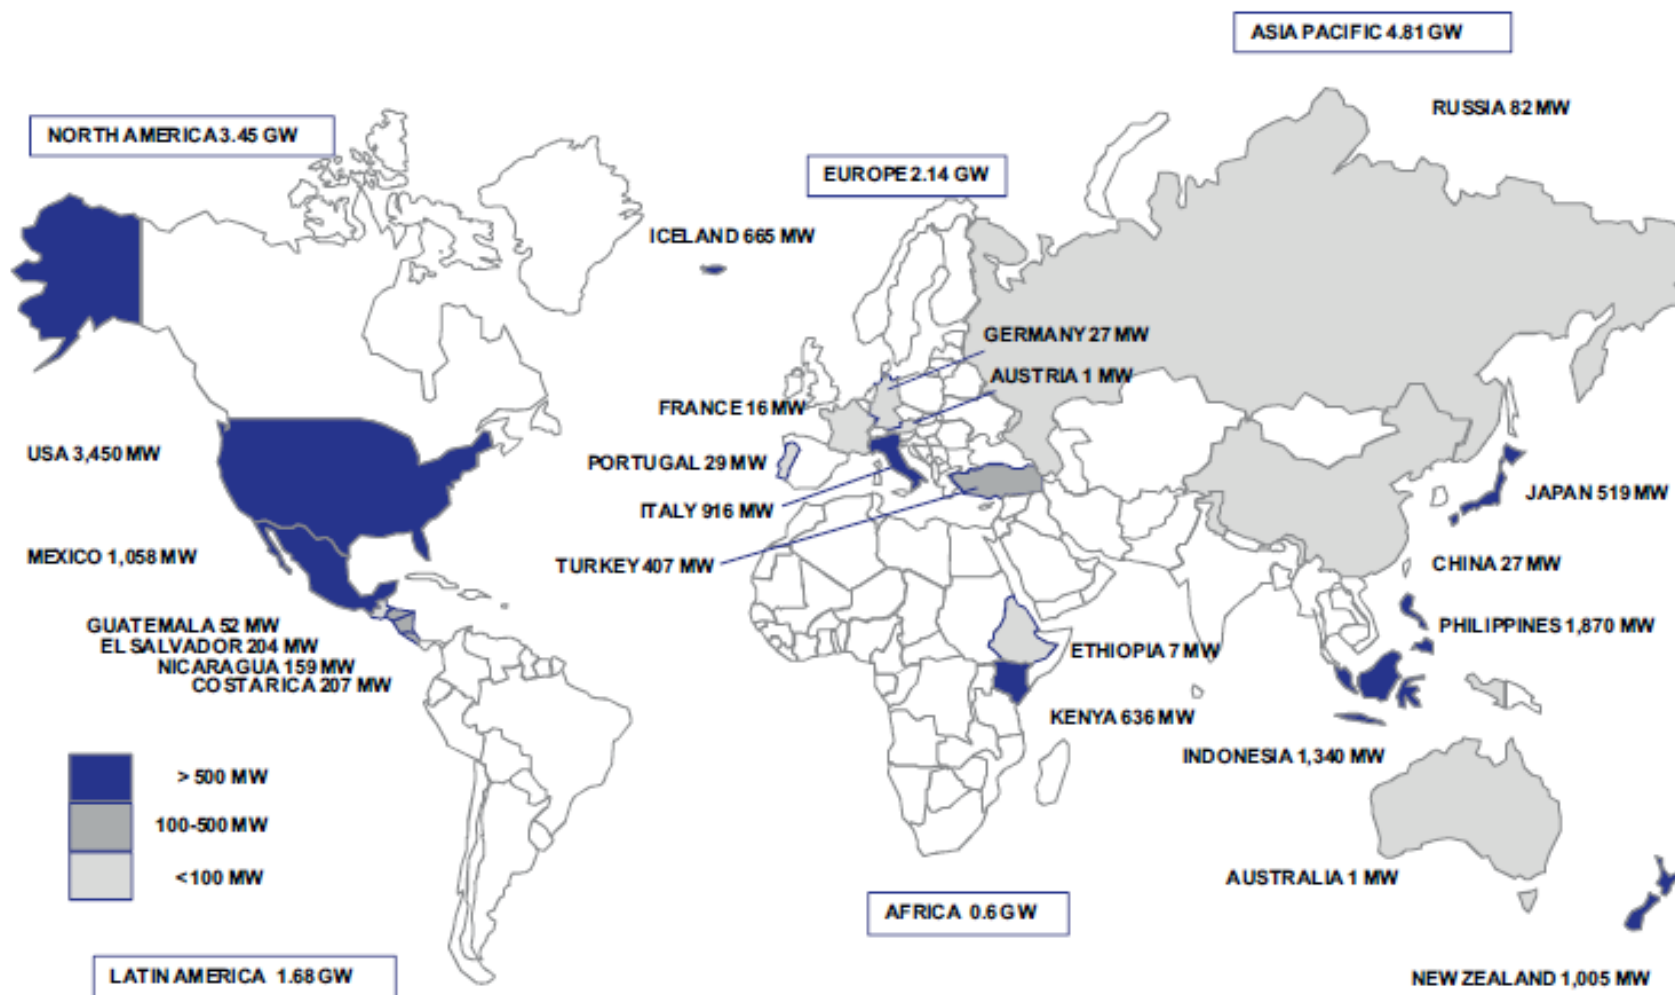 ASIA PACIFIC 4.81 GW
RUSSIA 82 MW
NORTH AMERICA 3.45 GW
EUROPE 2.14 GW
ICELAND 665 MW
GERMANY 27 MW
AUSTRIA 1 MW
FRANCE 16 MW
USA 3,450 MW
PORTUGAL 29 MW
JAPAN 519 MW
ITALY 916 MW
MEXICO 1,058 MW
TURKEY 407 MW
CHINA 27 MW
GUATEMALA 52 MW
EL SALVADOR 204 MW
NICARAGUA 159 MW
COSTARICA 207 MW
PHILIPPINES 1,870 MW
ETHIOPIA 7 MW
KENYA 636 MW
INDONESIA 1,340 MW
> 500 MW
100-500 MW
<100 MW
AUSTRALIA 1 MW
AFRICA 0.6 GW
LATIN AMERICA 1.68 GW
NEW ZEALAND 1,005 MW